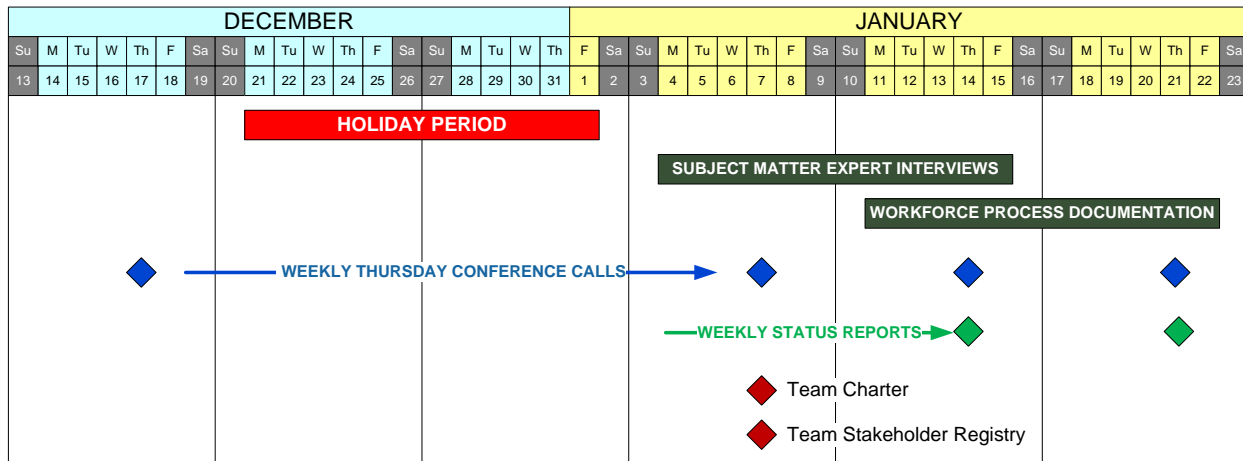 DECEMBER JANUARY
Su M Tu W Th F Sa Su M Tu W Th F Sa Su M Tu W Th F Sa Su M Tu W Th F Sa Su M Tu W Th F Sa Su M Tu W Th F Sa
13 14 15 16 17 18 19 20 21 22 23 24 25 26 27 28 29 30 31 1 2 3 4 5 6 7 8 9 10 11 12 13 14 15 16 17 18 19 20 21 22 23
HOLIDAY PERIOD
SUBJECT MATTER EXPERT INTERVIEWS
WORKFORCE PROCESS DOCUMENTATION
WEEKLY THURSDAY CONFERENCE CALLS
WEEKLY STATUS REPORTS
Team Charter
Team Stakeholder Registry